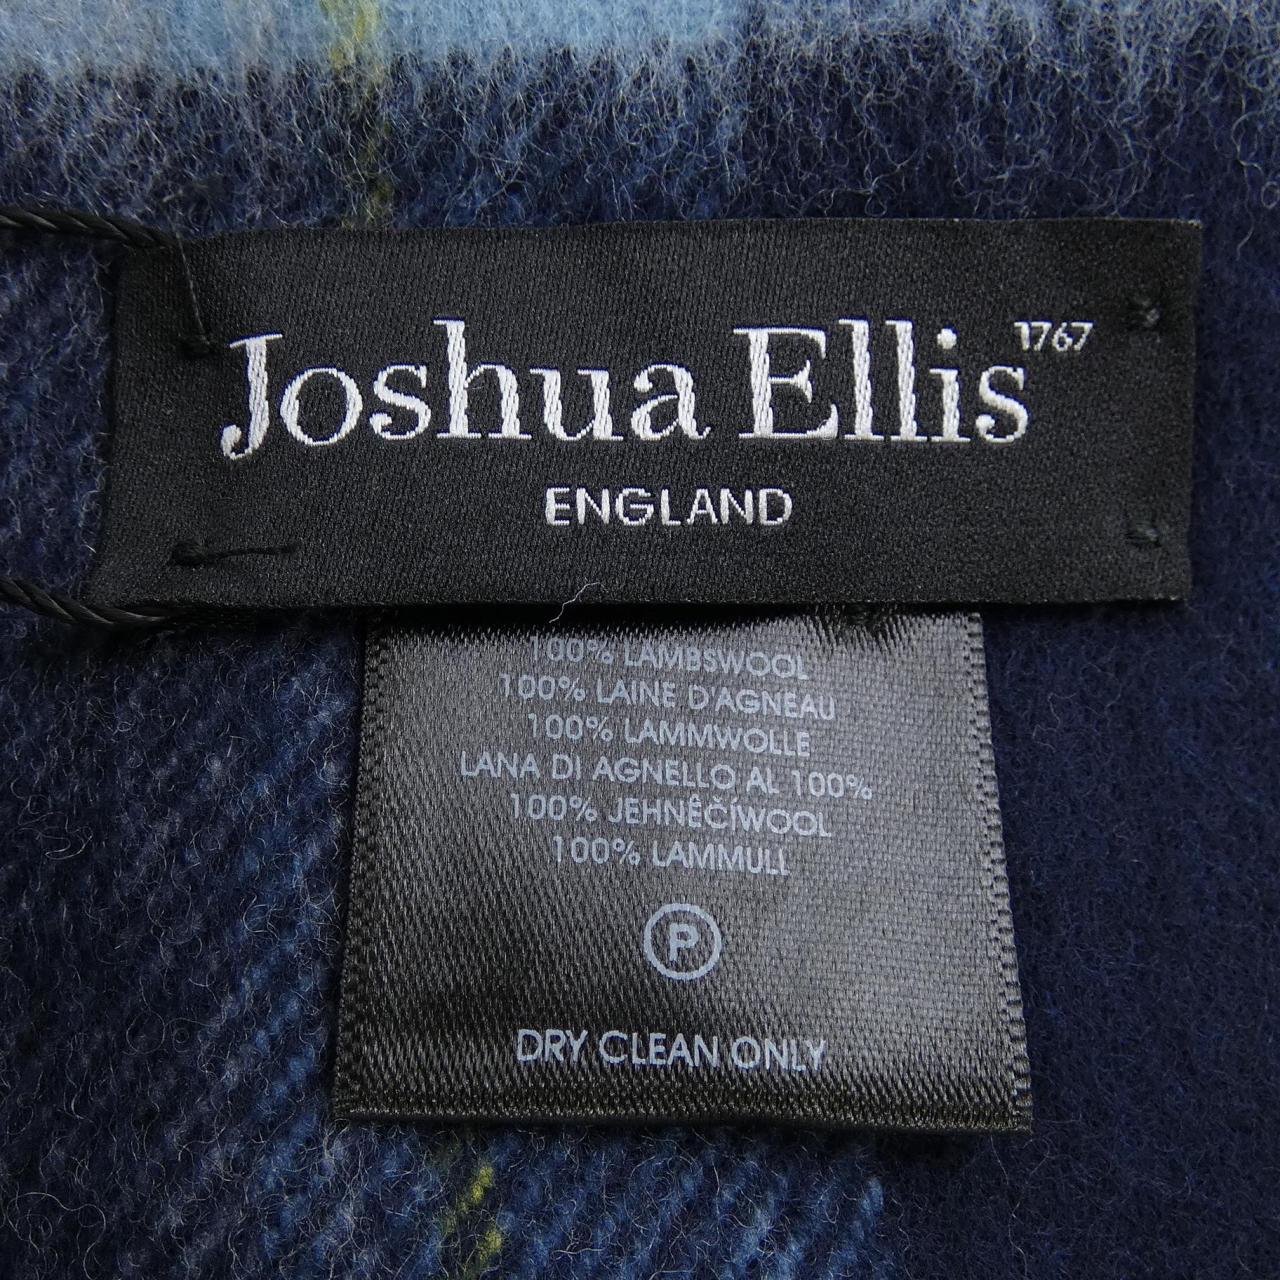 Joshua Ellis 1767
ENGLAND
100% LAMBSWOOL
100% LAINE D'AGNEAU
100% LAMMWOLLE
LANA DI AGNELLO AL 100%
100% JEHNĚČÍWOOL
100% LAMMULL
P
DRY CLEAN ONLY